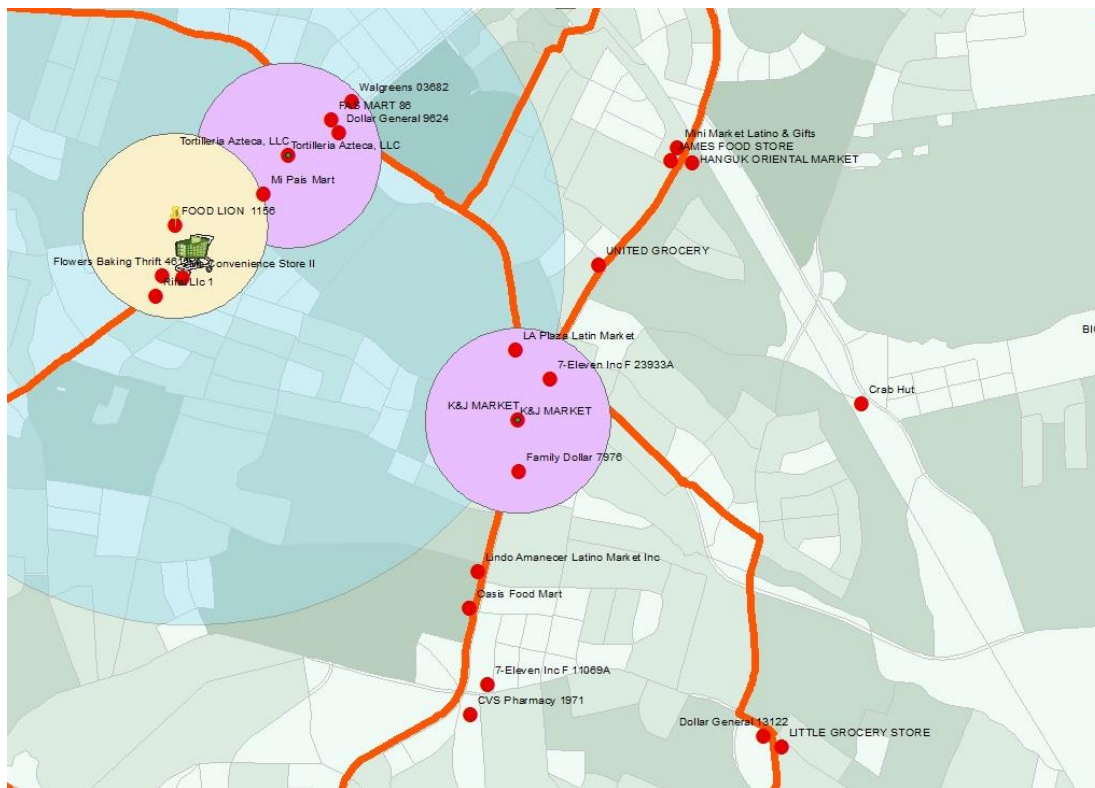 Walgreens 03682
FAS MART 86
Dollar General 9624
Tortilleria Azteca, LLC
Tortilleria Azteca, LLC
Mini Market Latino & Gifts
JAMES FOOD STORE
HANGUK ORIENTAL MARKET
Mi Pais Mart
FOOD LION 1156
UNITED GROCERY
Flowers Baking Thrift
Convenience Store II
Llc 1
BI
LA Plaza Latin Market
7-Eleven Inc F 23933A
Crab Hut
K&J MARKET
K&J MARKET
Family Dollar 7976
Lindo Amanecer Latino Market Inc
Oasis Food Mart
7-Eleven Inc F 11069A
CVS Pharmacy 1971
Dollar General 13122
LITTLE GROCERY STORE